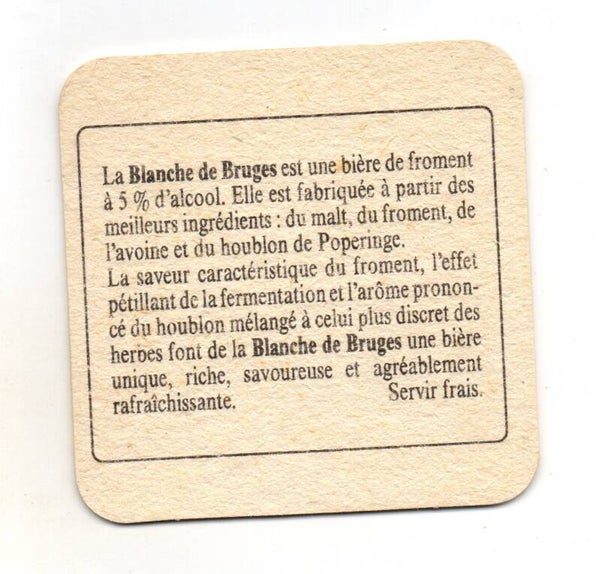 La Blanche de Bruges est une bière de froment
à 5 % d'alcool. Elle est fabriquée à partir des
meilleurs ingrédients : du malt, du froment, de
l'avoine et du houblon de Poperinge.
La saveur caractéristique du froment, l'effet
pétillant de la fermentation et l'arôme pronon-
cé du houblon mélangé à celui plus discret des
herbes font de la Blanche de Bruges une bière
unique, riche, savoureuse et agréablement
rafraîchissante. Servir frais.